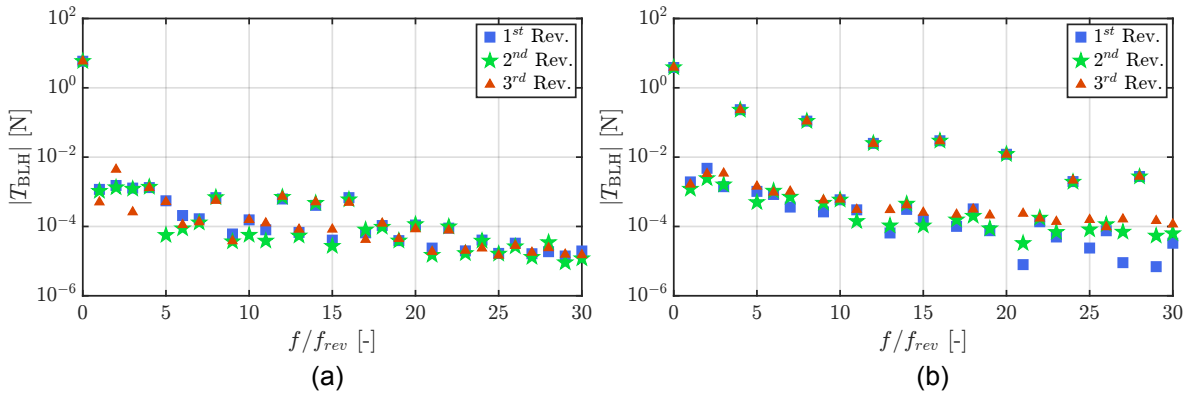 10^2
1^st Rev.
2^nd Rev.
3^rd Rev.
10^0
10^-2
10^-4
10^-6
|T_BLH| [N]
0 5 10 15 20 25 30
f/f_rev [-]
(a)
10^2
1^st Rev.
2^nd Rev.
3^rd Rev.
10^0
10^-2
10^-4
10^-6
|T_BLH| [N]
0 5 10 15 20 25 30
f/f_rev [-]
(b)